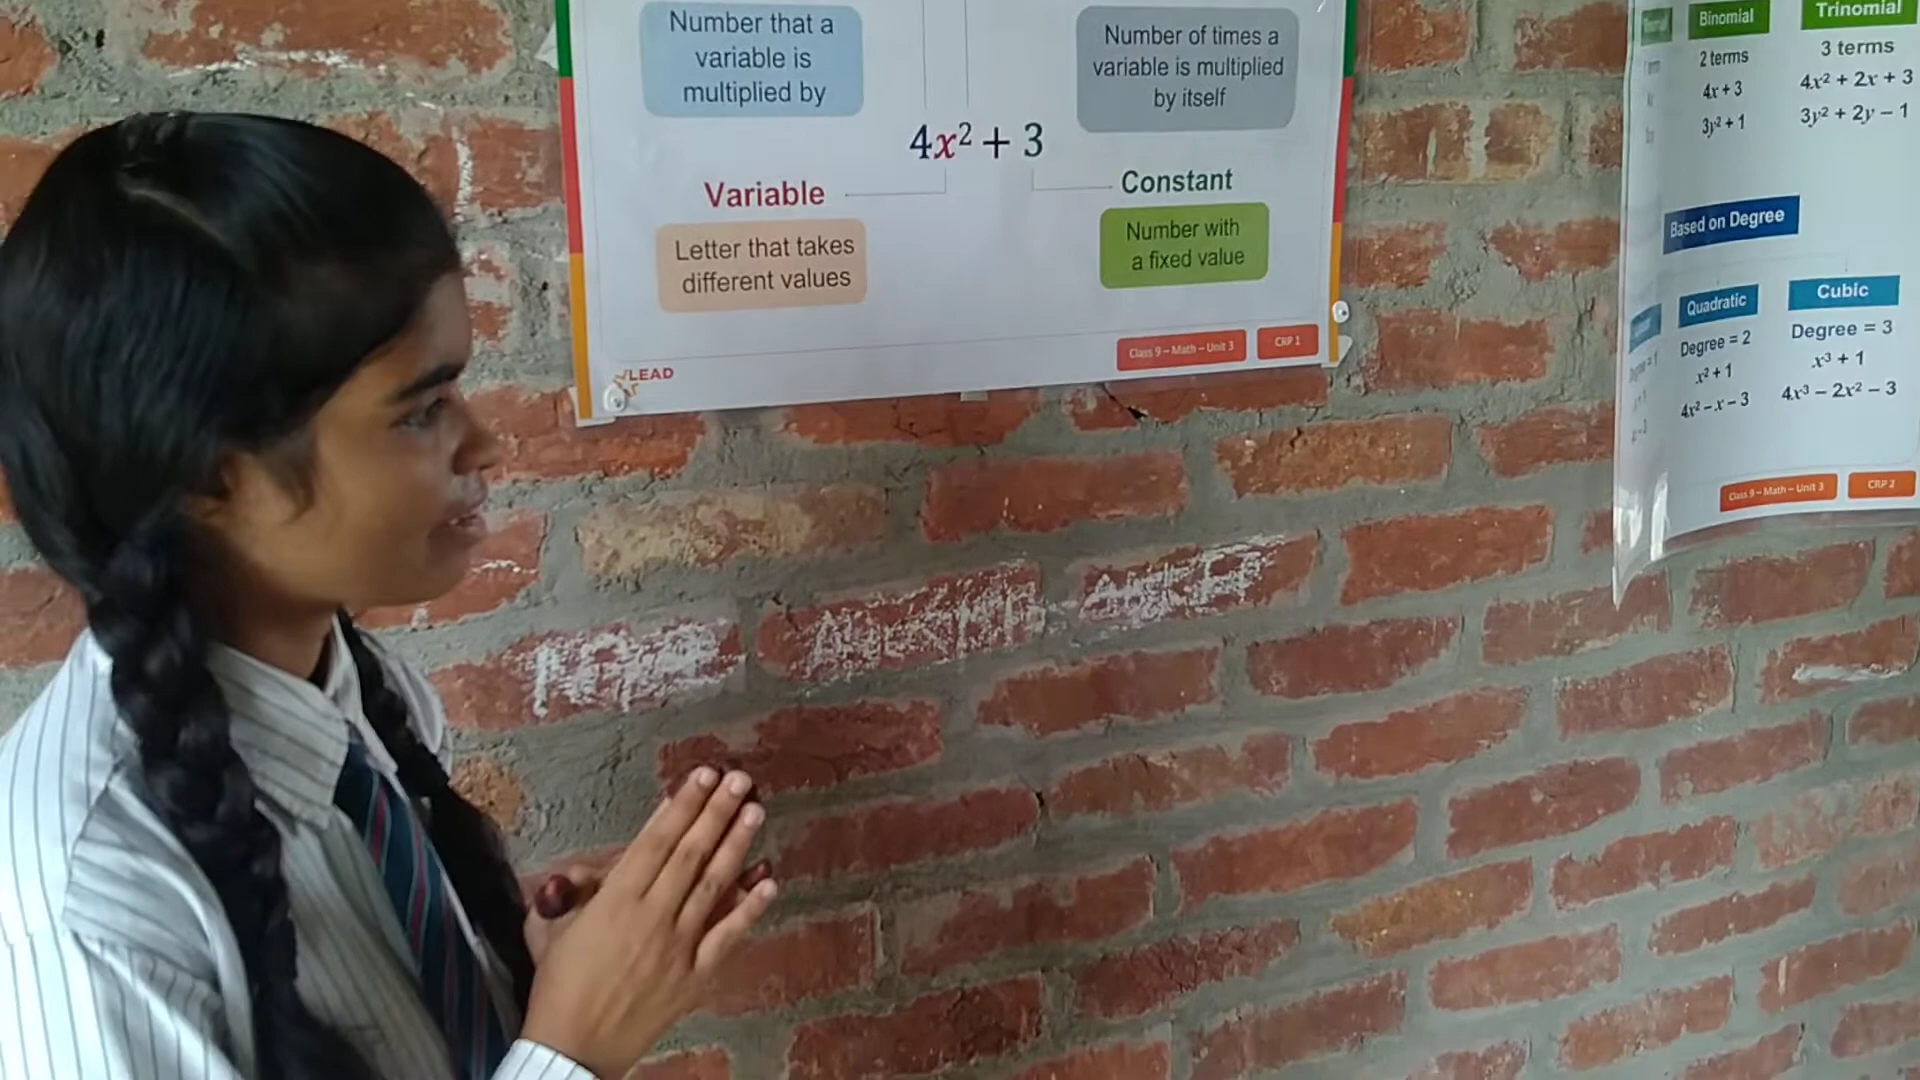 Number that a
variable is
multiplied by
Number of times a
variable is multiplied
by itself
4x² + 3
Variable
Constant
Letter that takes
different values
Number with
a fixed value
Class 9 – Math – Unit 3
CRP 1
LEAD
Binomial
Trinomial
2 terms
3 terms
4x + 3
4x² + 2x + 3
3y² + 1
3y² + 2y – 1
Based on Degree
Quadratic
Cubic
Degree = 2
Degree = 3
x² + 1
x³ + 1
4x² – x – 3
4x³ – 2x² – 3
Class 9 – Math – Unit 3
CRP 2